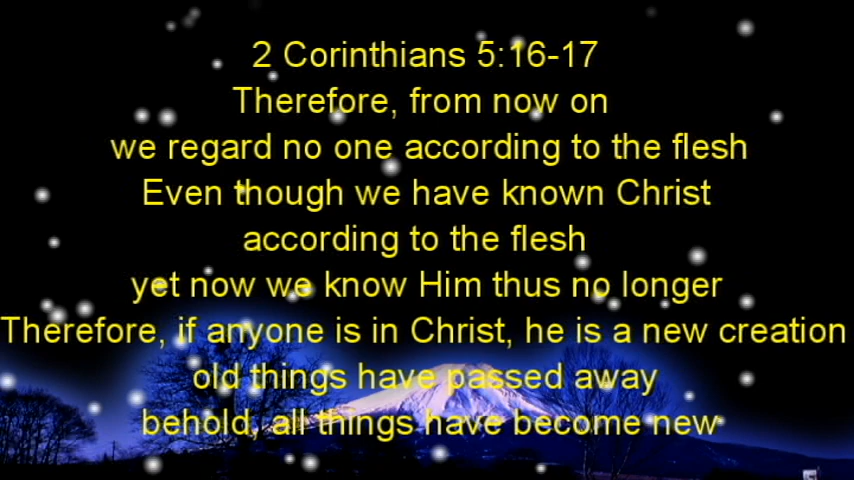 2 Corinthians 5:16-17
Therefore, from now on
we regard no one according to the flesh
Even though we have known Christ
according to the flesh
yet now we know Him thus no longer
Therefore, if anyone is in Christ, he is a new creation
old things have passed away
behold, all things have become new